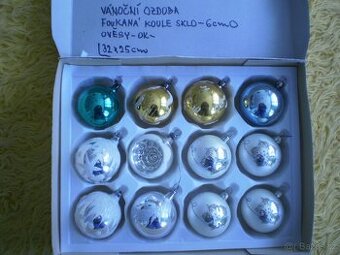 VÁNOČNÍ OZDOBA
FOUKANÁ KOULE SKLO-6cm O
OVĚSY-OK-
32x25cm